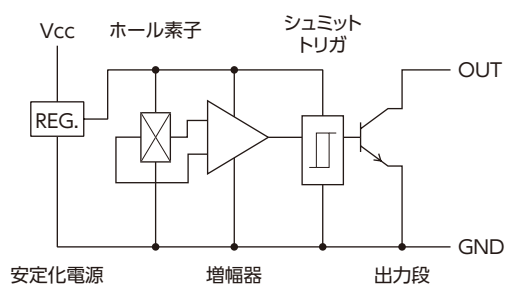 Vcc
ホール素子
シュミット
トリガ
OUT
REG.
GND
安定化電源
増幅器
出力段